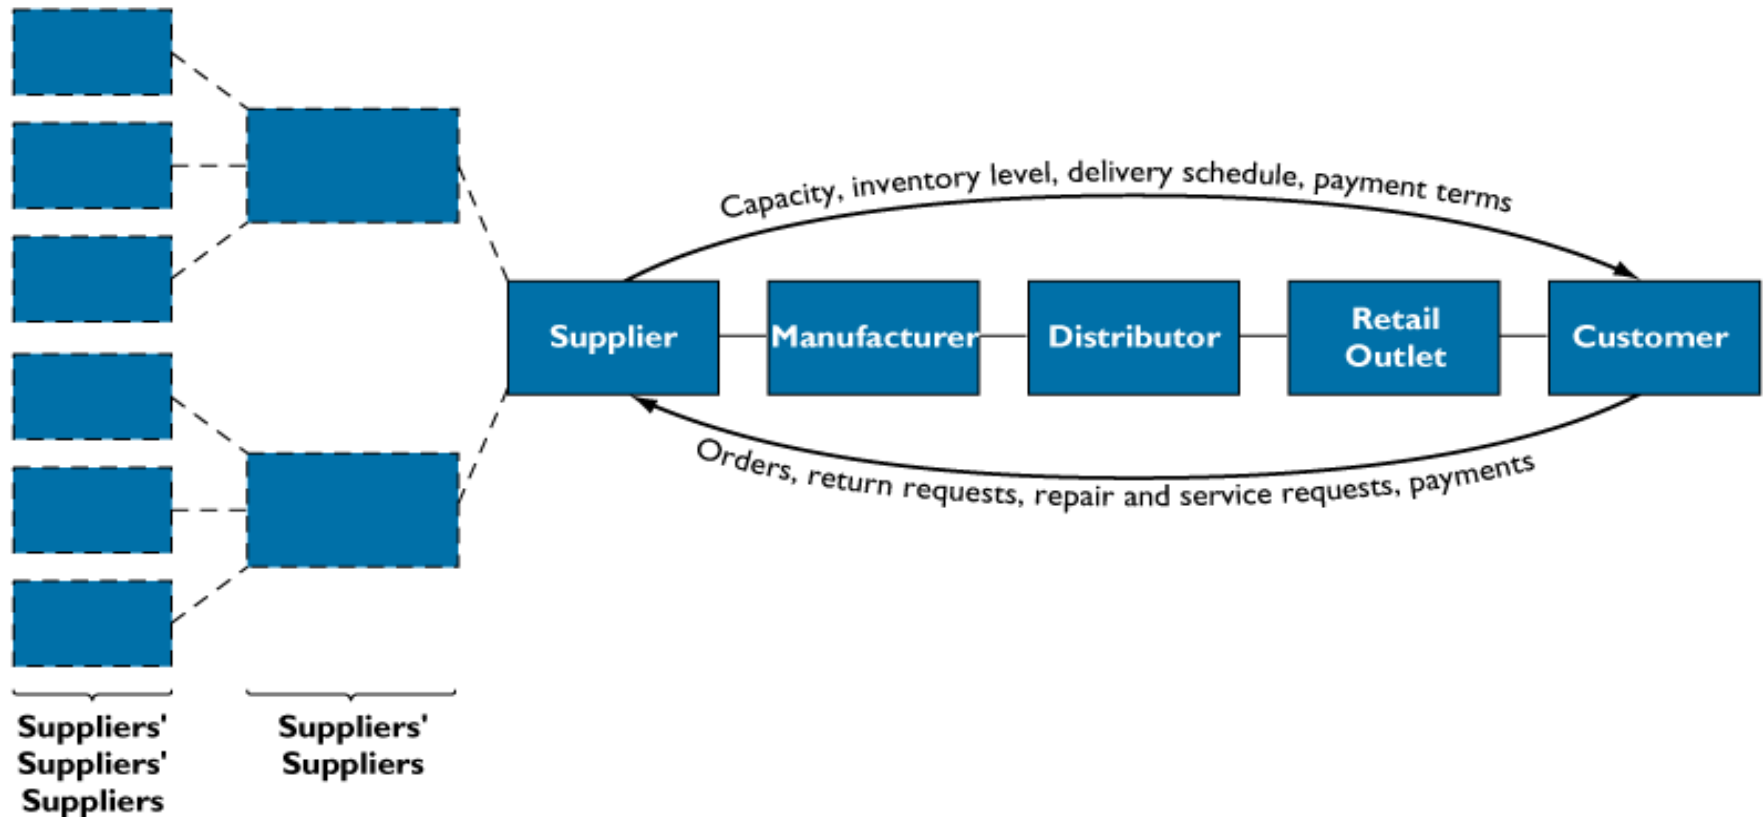 Capacity, inventory level, delivery schedule, payment terms
Supplier
Manufacturer
Distributor
Retail
Outlet
Customer
Orders, return requests, repair and service requests, payments
Suppliers'
Suppliers'
Suppliers
Suppliers'
Suppliers